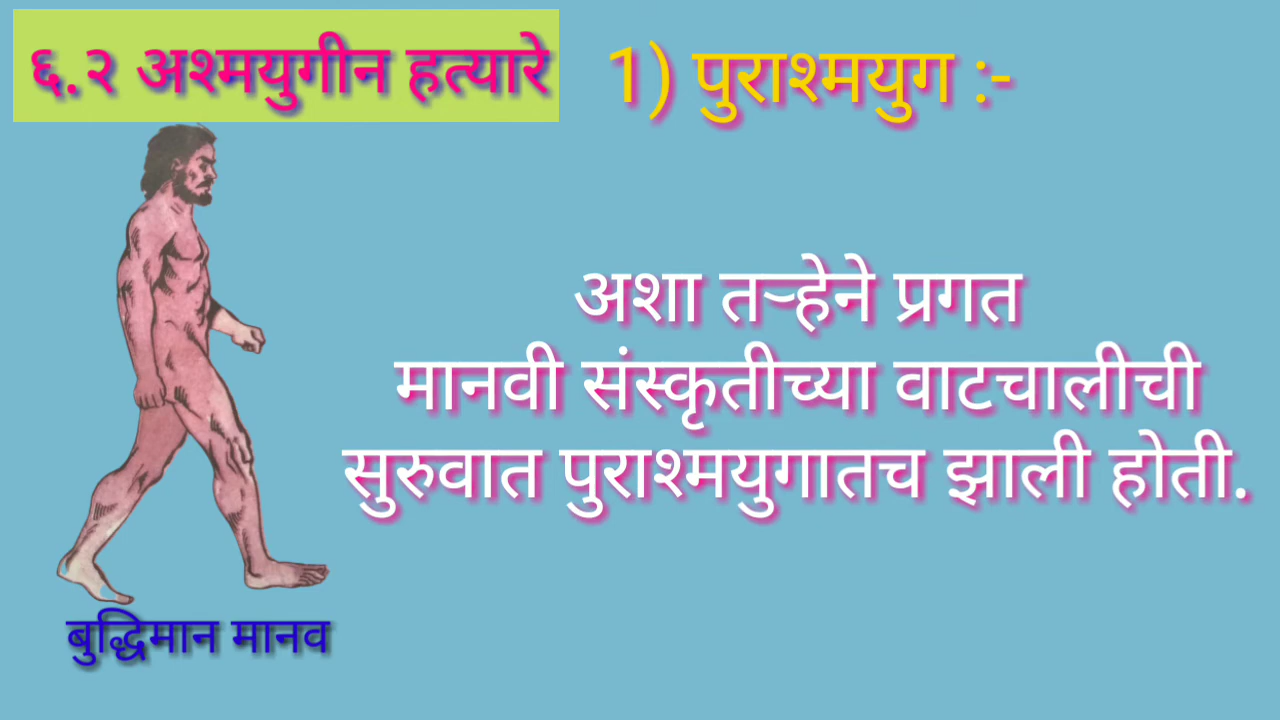 ६.२ अश्मयुगीन हत्यारे
1) पुराश्मयुग :-
अशा तऱ्हेने प्रगत
मानवी संस्कृतीच्या वाटचालीची
सुरुवात पुराश्मयुगातच झाली होती.
बुद्धिमान मानव